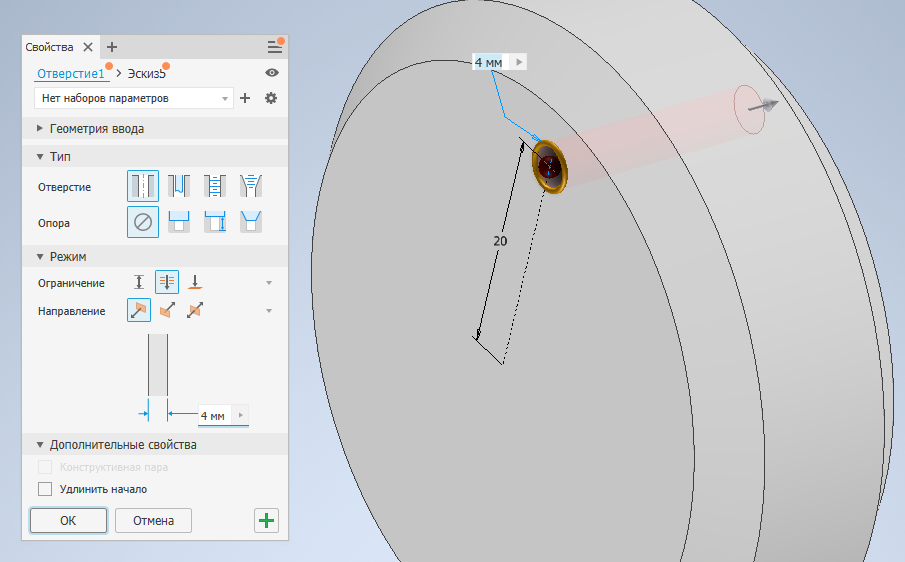 Свойства
Отверстие1 > Эскиз5
Нет наборов параметров
Геометрия ввода
Тип
Отверстие
Опора
Режим
Ограничение
Направление
4 мм
Дополнительные свойства
Конструктивная пара
Удлинить начало
ОК
Отмена
4 мм
20